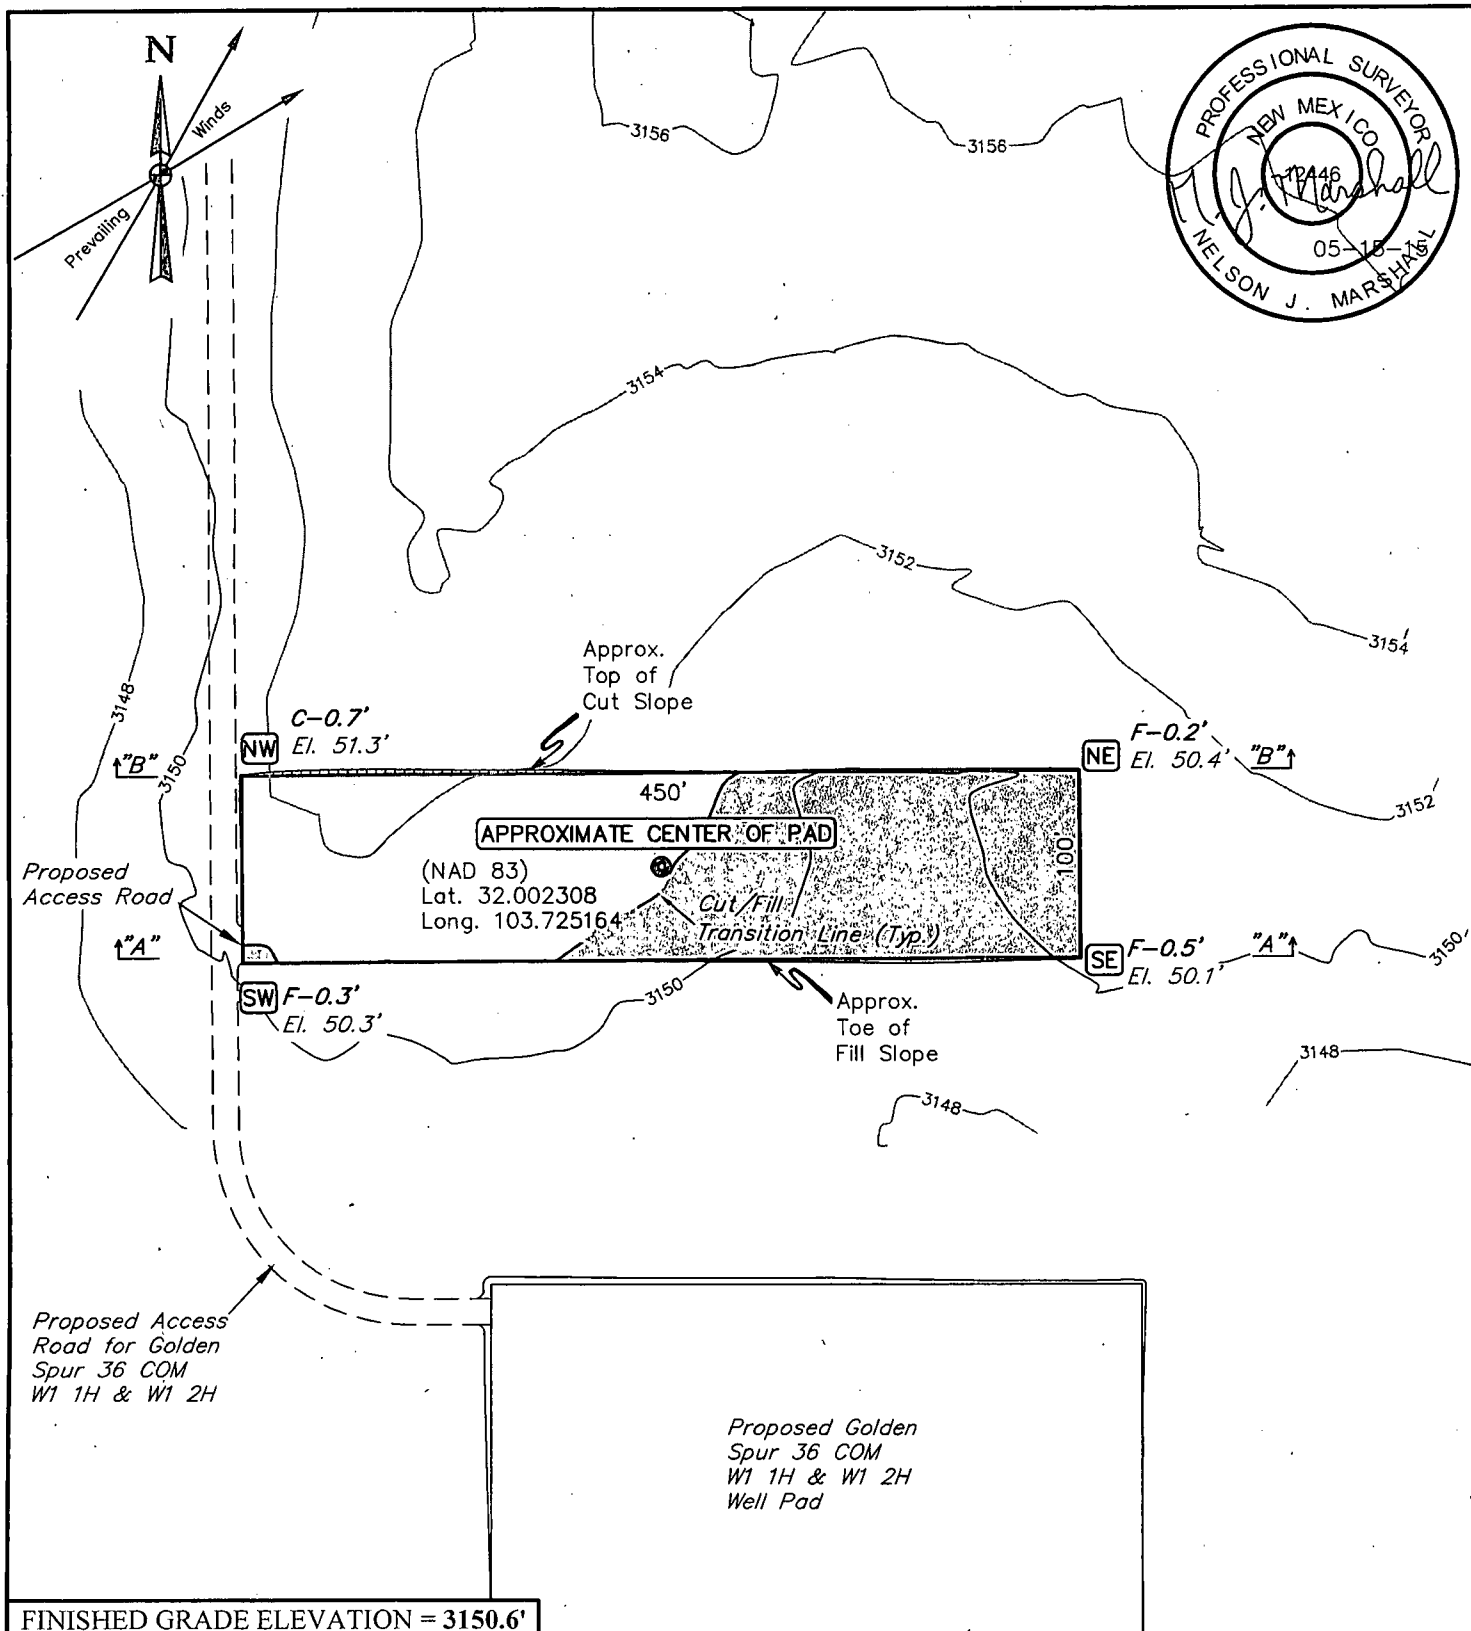 N
Winds
Prevailing
PROFESSIONAL SURVEYOR
NEW MEXICO
12446
N. J. Marshall
05-15-15
NELSON J. MARSHALL
3156
3156
3154
3152
3154
3148
3150
Approx.
Top of
Cut Slope
C-0.7'
NW El. 51.3'
F-0.2'
NE El. 50.4'
"B"
"B"
3152
450'
100'
APPROXIMATE CENTER OF PAD
(NAD 83)
Lat. 32.002308
Long. 103.725164
Cut/Fill
Transition Line (Typ.)
Proposed
Access Road
"A"
"A"
SW F-0.3'
El. 50.3'
SE F-0.5'
El. 50.1'
3150
3150
Approx.
Toe of
Fill Slope
3148
3148
Proposed Access
Road for Golden
Spur 36 COM
W1 1H & W1 2H
Proposed Golden
Spur 36 COM
W1 1H & W1 2H
Well Pad
FINISHED GRADE ELEVATION = 3150.6'